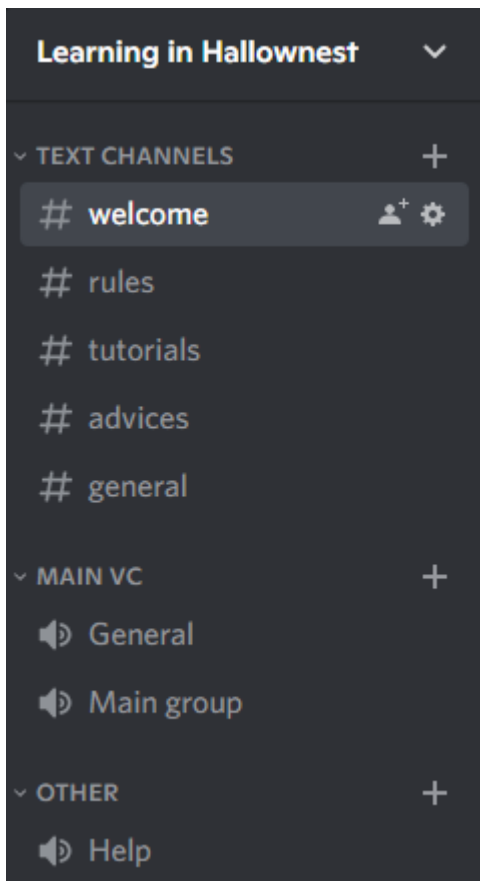 Learning in Hallownest
TEXT CHANNELS
# welcome
# rules
# tutorials
# advices
# general
MAIN VC
General
Main group
OTHER
Help